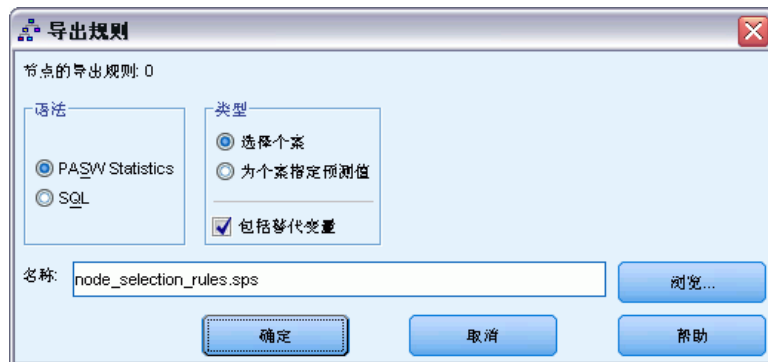 导出规则
节点的导出规则: 0
语法
PASW Statistics
SQL
类型
选择个案
为个案指定预测值
包括替代变量
名称:
node_selection_rules.sps
浏览...
确定
取消
帮助